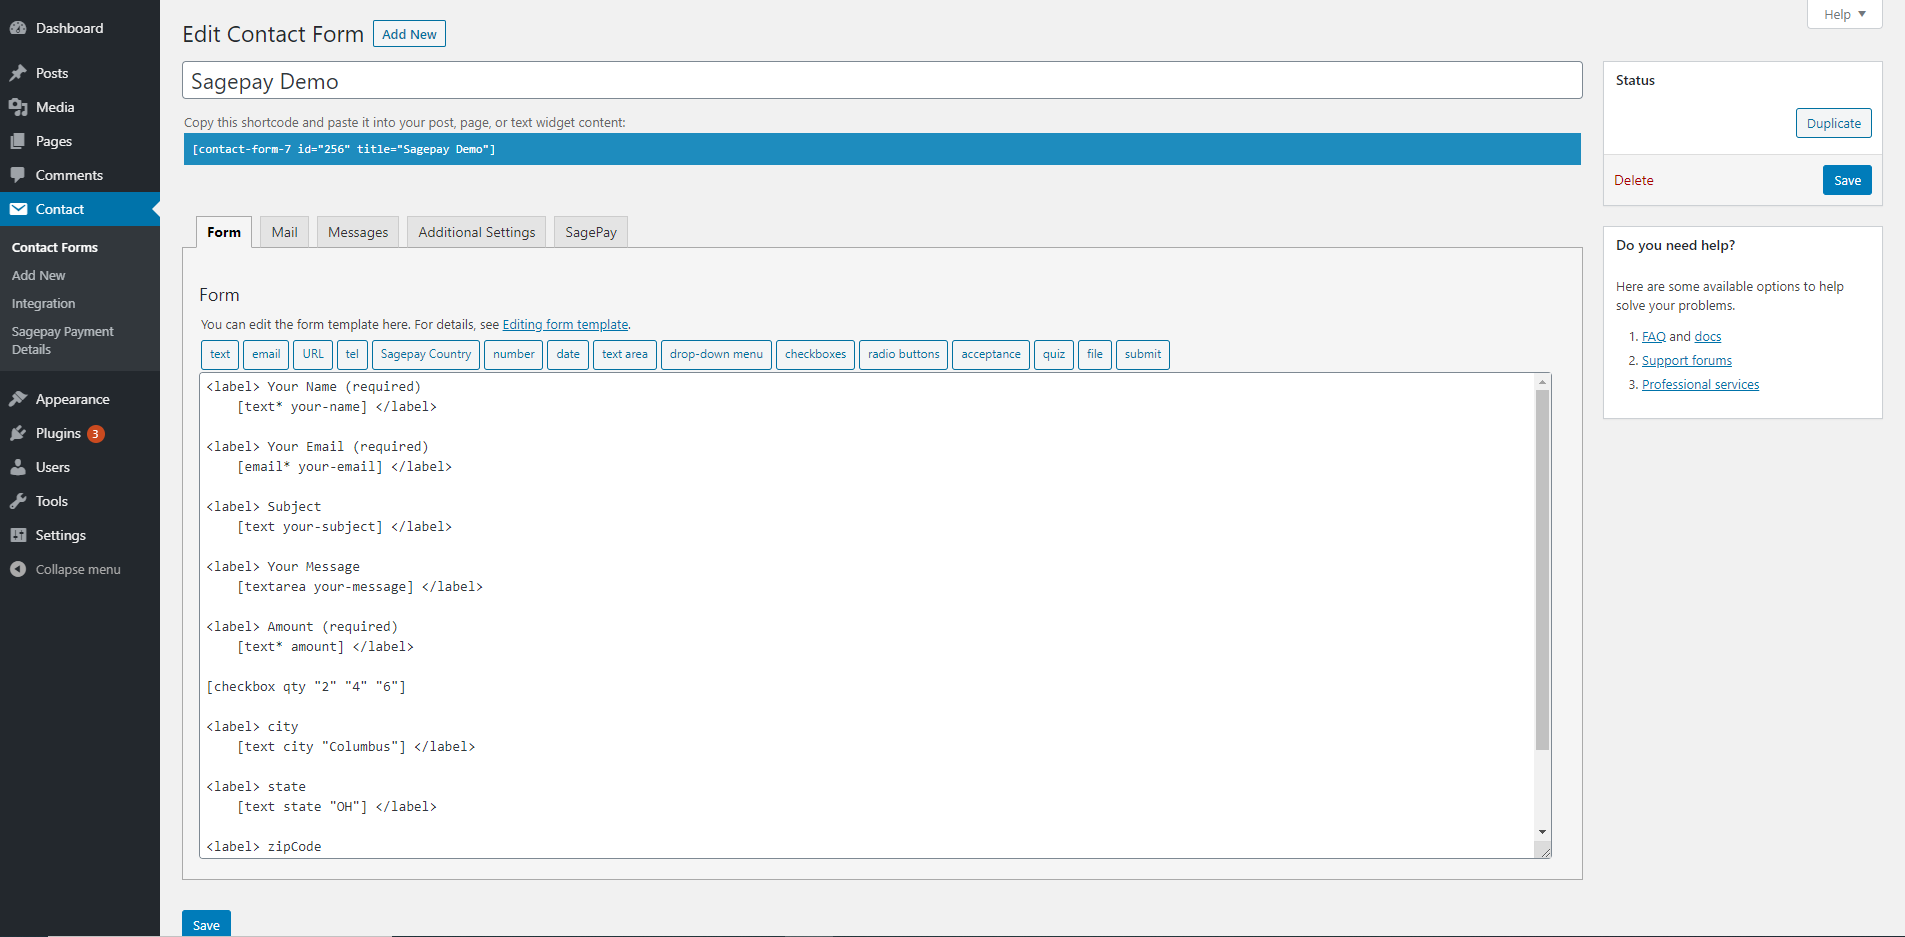 Dashboard
Posts
Media
Pages
Comments
Contact
Contact Forms
Add New
Integration
Sagepay Payment
Details
Appearance
Plugins 3
Users
Tools
Settings
Collapse menu
Help
Edit Contact Form Add New
Sagepay Demo
Copy this shortcode and paste it into your post, page, or text widget content:
[contact-form-7 id="256" title="Sagepay Demo"]
Form Mail Messages Additional Settings SagePay
Form
You can edit the form template here. For details, see Editing form template.
text email URL tel Sagepay Country number date text area drop-down menu checkboxes radio buttons acceptance quiz file submit
<label> Your Name (required)
[text* your-name] </label>
<label> Your Email (required)
[email* your-email] </label>
<label> Subject
[text your-subject] </label>
<label> Your Message
[textarea your-message] </label>
<label> Amount (required)
[text* amount] </label>
[checkbox qty "2" "4" "6"]
<label> city
[text city "Columbus"] </label>
<label> state
[text state "OH"] </label>
<label> zipCode
Save
Status
Duplicate
Delete Save
Do you need help?
Here are some available options to help
solve your problems.
1. FAQ and docs
2. Support forums
3. Professional services